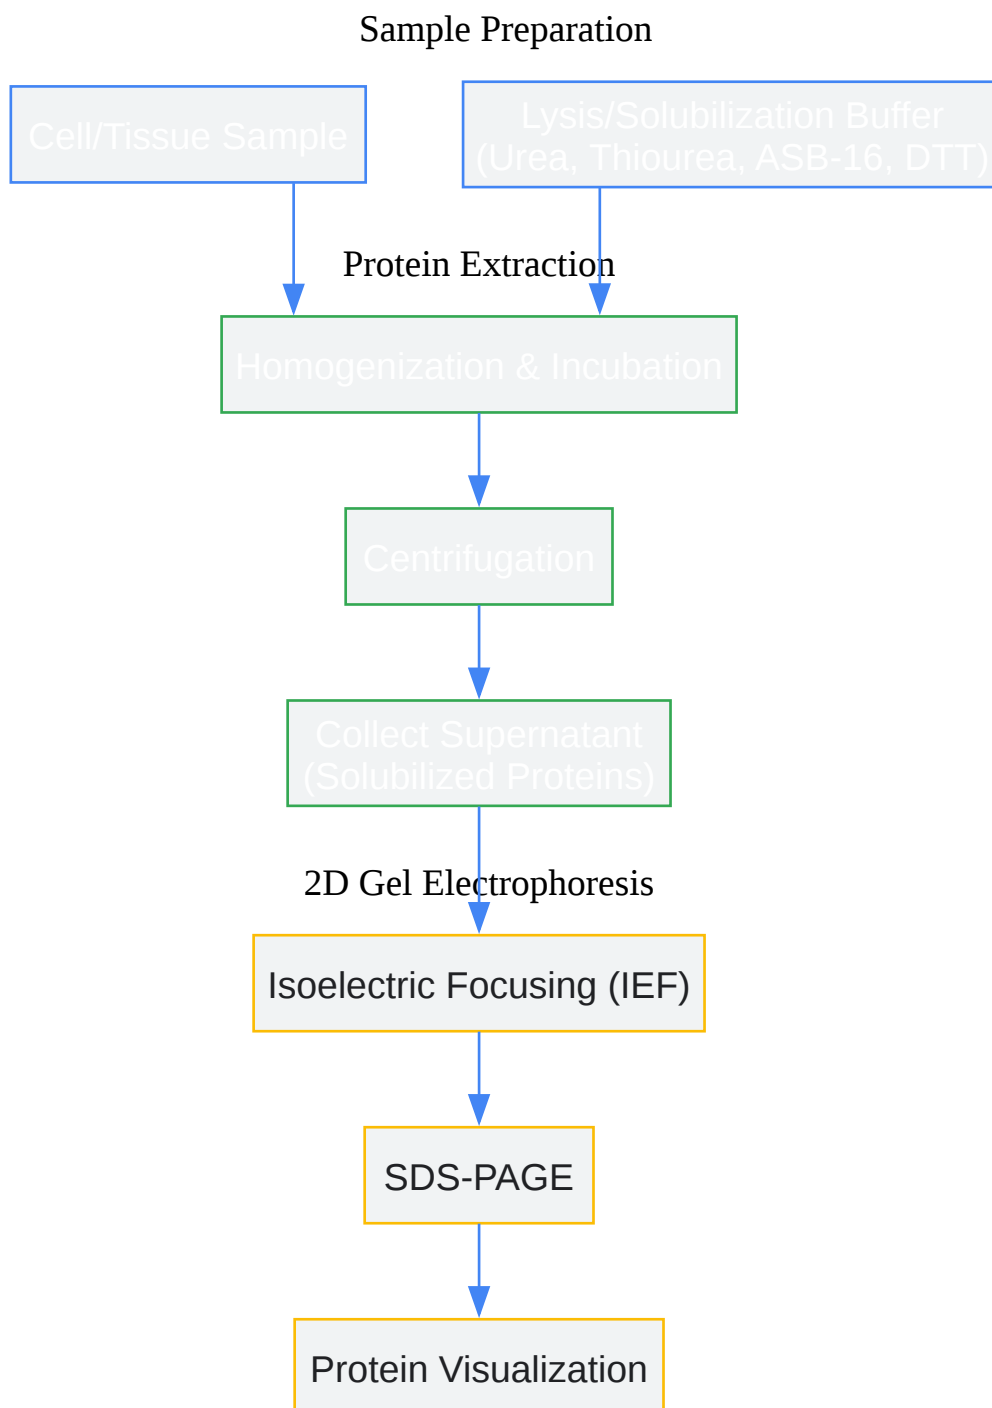 Sample Preparation
Cell/Tissue Sample
Lysis/Solubilization Buffer
(Urea, Thiourea, ASB-16, DTT)
Protein Extraction
Homogenization & Incubation
Centrifugation
Collect Supernatant
(Solubilized Proteins)
2D Gel Electrophoresis
Isoelectric Focusing (IEF)
SDS-PAGE
Protein Visualization